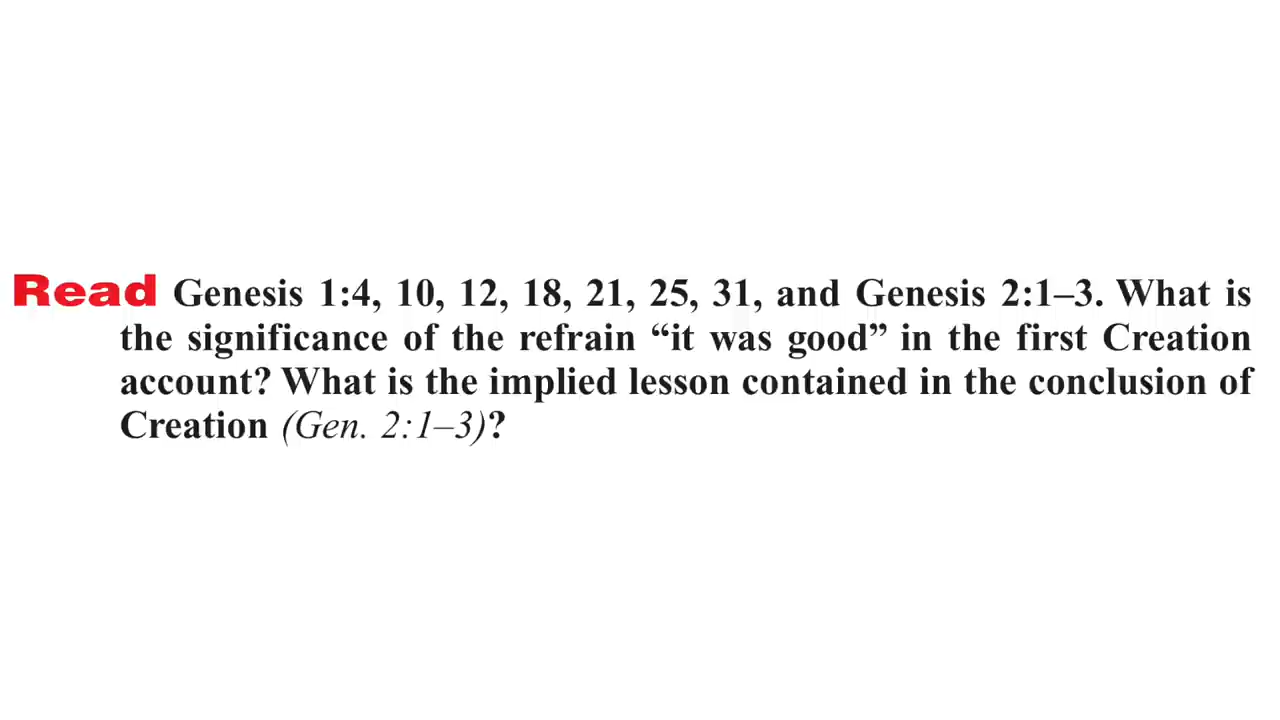 Read Genesis 1:4, 10, 12, 18, 21, 25, 31, and Genesis 2:1–3. What is
the significance of the refrain “it was good” in the first Creation
account? What is the implied lesson contained in the conclusion of
Creation (Gen. 2:1–3)?